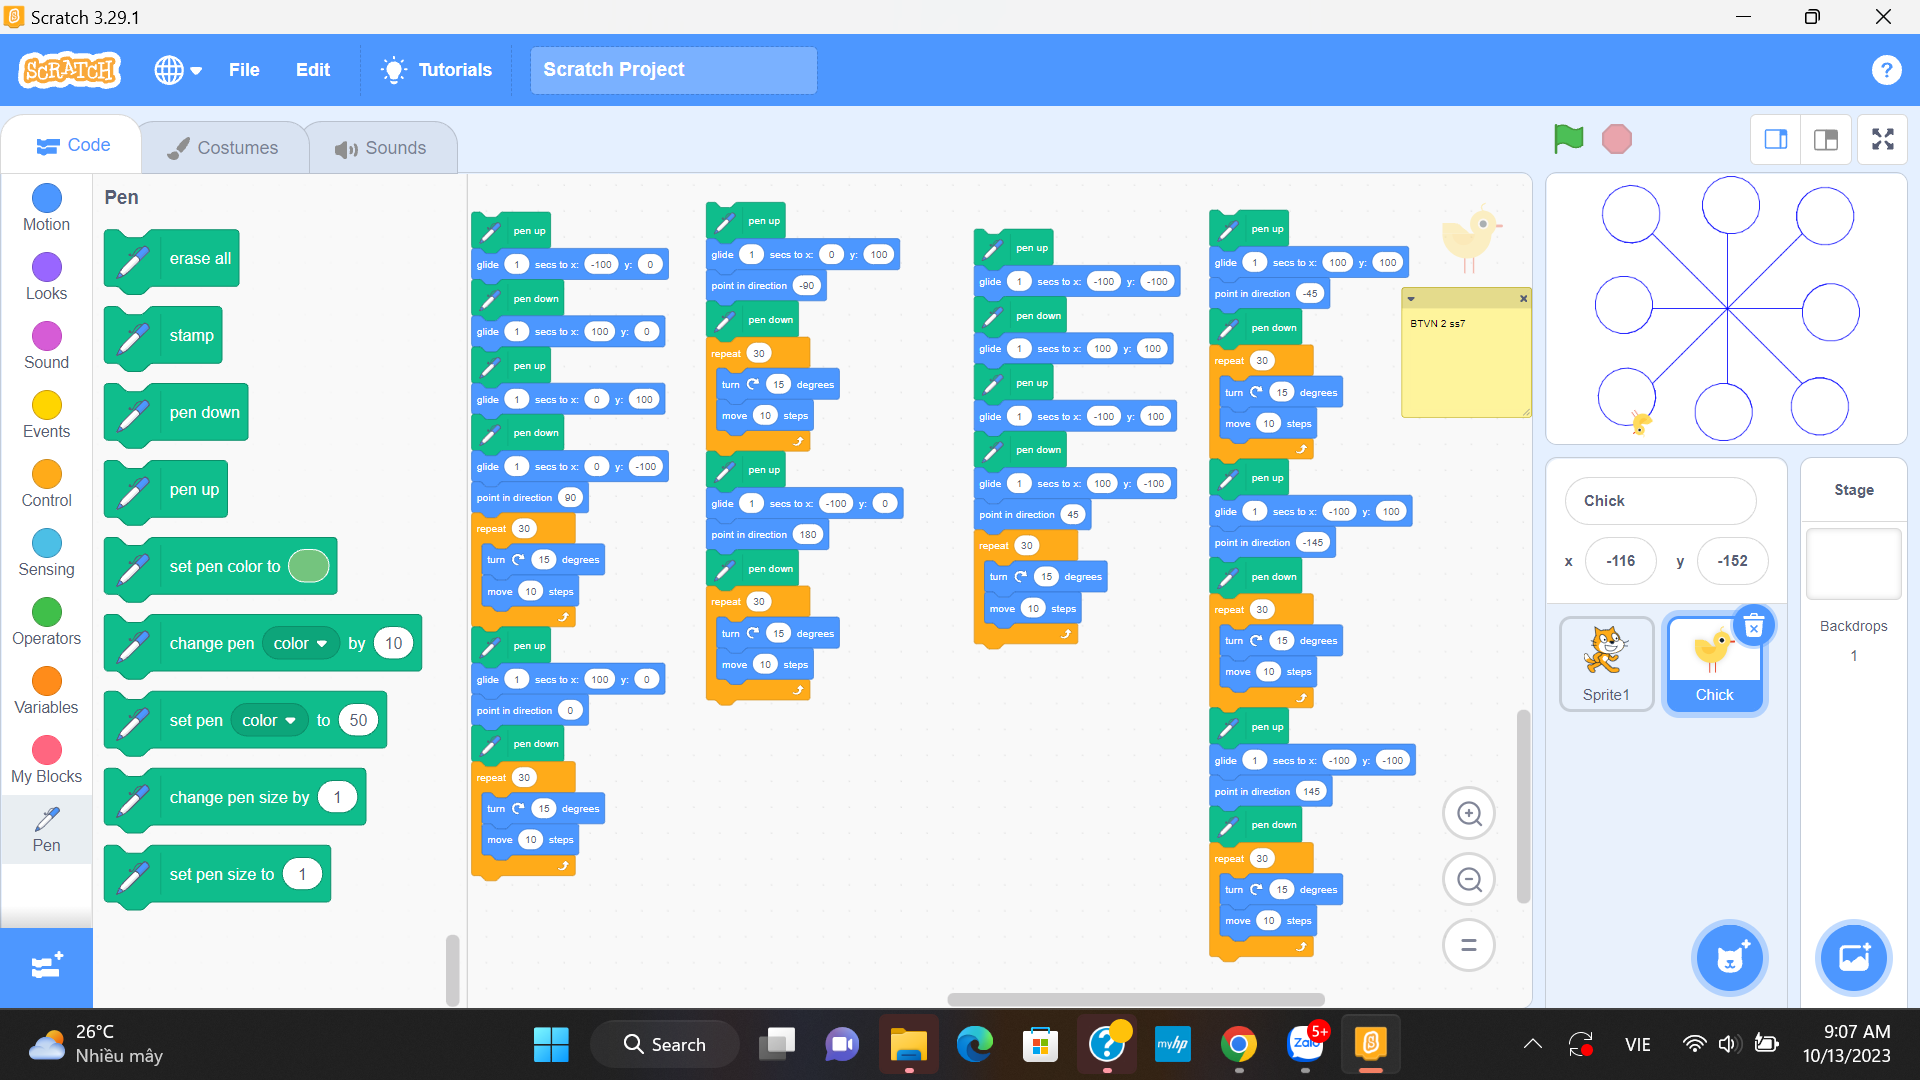 Scratch 3.29.1
SCRATCH
File
Edit
Tutorials
Scratch Project
?
Code
Costumes
Sounds
Motion
Looks
Sound
Events
Control
Sensing
Operators
Variables
My Blocks
Pen
Pen
erase all
stamp
pen down
pen up
set pen color to
change pen color by 10
set pen color to 50
change pen size by 1
set pen size to 1
pen up
glide 1 secs to x: -100 y: 0
pen down
glide 1 secs to x: 100 y: 0
pen up
glide 1 secs to x: 0 y: 100
pen down
glide 1 secs to x: 0 y: -100
point in direction 90
repeat 30
turn 15 degrees
move 10 steps
pen up
glide 1 secs to x: 100 y: 0
point in direction 0
pen down
repeat 30
turn 15 degrees
move 10 steps
pen up
glide 1 secs to x: 0 y: 100
point in direction -90
pen down
repeat 30
turn 15 degrees
move 10 steps
pen up
glide 1 secs to x: -100 y: 0
point in direction 180
pen down
repeat 30
turn 15 degrees
move 10 steps
pen up
glide 1 secs to x: -100 y: -100
pen down
glide 1 secs to x: 100 y: 100
pen up
glide 1 secs to x: -100 y: 100
pen down
glide 1 secs to x: 100 y: -100
point in direction 45
repeat 30
turn 15 degrees
move 10 steps
pen up
glide 1 secs to x: 100 y: 100
point in direction -45
pen down
repeat 30
turn 15 degrees
move 10 steps
pen up
glide 1 secs to x: -100 y: 100
point in direction -145
pen down
repeat 30
turn 15 degrees
move 10 steps
pen up
glide 1 secs to x: -100 y: -100
point in direction 145
pen down
repeat 30
turn 15 degrees
move 10 steps
BTVN 2 ss7
Chick
x -116 y -152
Sprite1
Chick
Stage
Backdrops
1
26°C
Nhiều mây
Search
myhp
Zalo
5+
VIE
9:07 AM
10/13/2023